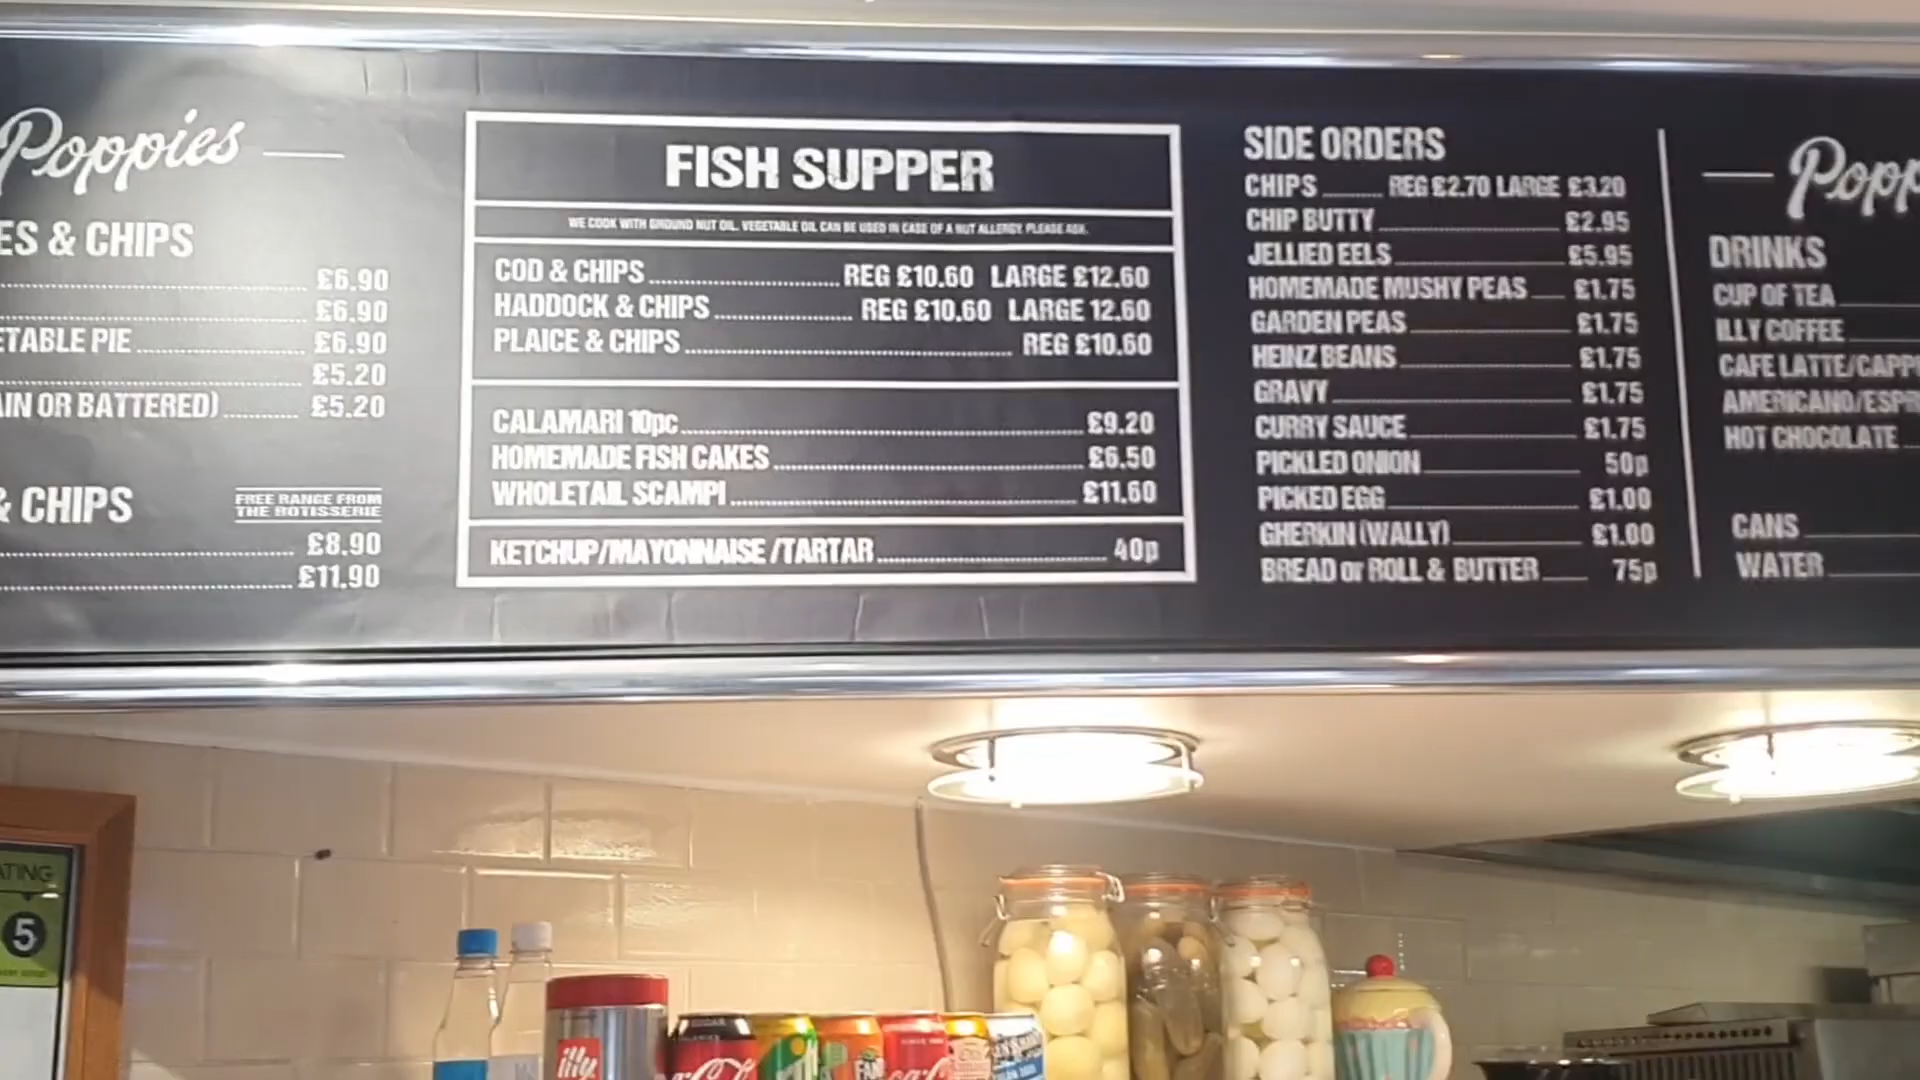 Poppies
ES & CHIPS
£6.90
£6.90
ETABLE PIE £6.90
£5.20
AIN OR BATTERED) £5.20
& CHIPS
FREE RANGE FROM
THE ROTISSERIE
£8.90
£11.90
FISH SUPPER
WE COOK WITH GROUND NUT OIL. VEGETABLE OIL CAN BE USED IN CASE OF A NUT ALLERGY. PLEASE ASK.
COD & CHIPS REG £10.60 LARGE £12.60
HADDOCK & CHIPS REG £10.60 LARGE 12.60
PLAICE & CHIPS REG £10.60
CALAMARI 10pc £9.20
HOMEMADE FISH CAKES £6.50
WHOLETAIL SCAMPI £11.60
KETCHUP/MAYONNAISE /TARTAR 40p
SIDE ORDERS
CHIPS REG £2.70 LARGE £3.20
CHIP BUTTY £2.95
JELLIED EELS £5.95
HOMEMADE MUSHY PEAS £1.75
GARDEN PEAS £1.75
HEINZ BEANS £1.75
GRAVY £1.75
CURRY SAUCE £1.75
PICKLED ONION 50p
PICKED EGG £1.00
GHERKIN (WALLY) £1.00
BREAD or ROLL & BUTTER 75p
Popp
DRINKS
CUP OF TEA
ILLY COFFEE
CAFE LATTE/CAPP
AMERICANO/ESPR
HOT CHOCOLATE
CANS
WATER
ATING
5
illy